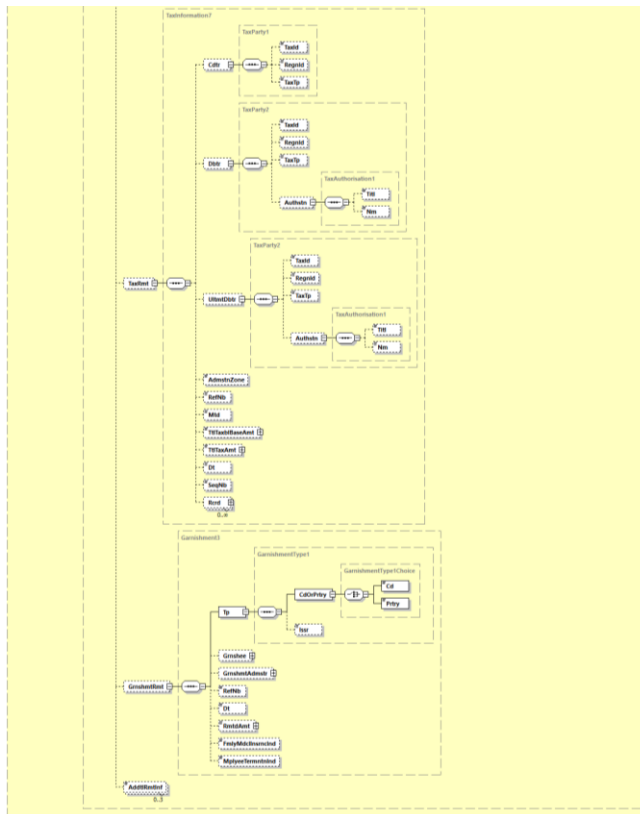 TaxInformation7
TaxParty1
TaxId
Cdtr
RegnId
TaxTp
TaxParty2
TaxId
RegnId
Dbtr
TaxTp
TaxAuthorisation1
Titl
Authstn
Nm
TaxParty2
TaxId
RegnId
TaxRmt
UltmtDbtr
TaxTp
TaxAuthorisation1
Titl
Authstn
Nm
AdmstnZone
RefNb
Mtd
TtlTaxblBaseAmt
TtlTaxAmt
Dt
SeqNb
Rcrd
0..∞
Garnishment3
GarnishmentType1
GarnishmentType1Choice
Cd
CdOrPrtry
Prtry
Tp
Issr
Grnshee
GrnshmtAdmstr
GrnshmtRmt
RefNb
Dt
RmtdAmt
FmlyMdclInsrncInd
MplyeeTermntnInd
AddtlRmtInf
0..3